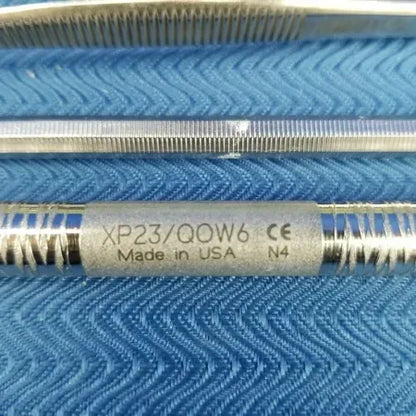 XP23/QOW6 CE
Made in USA N4